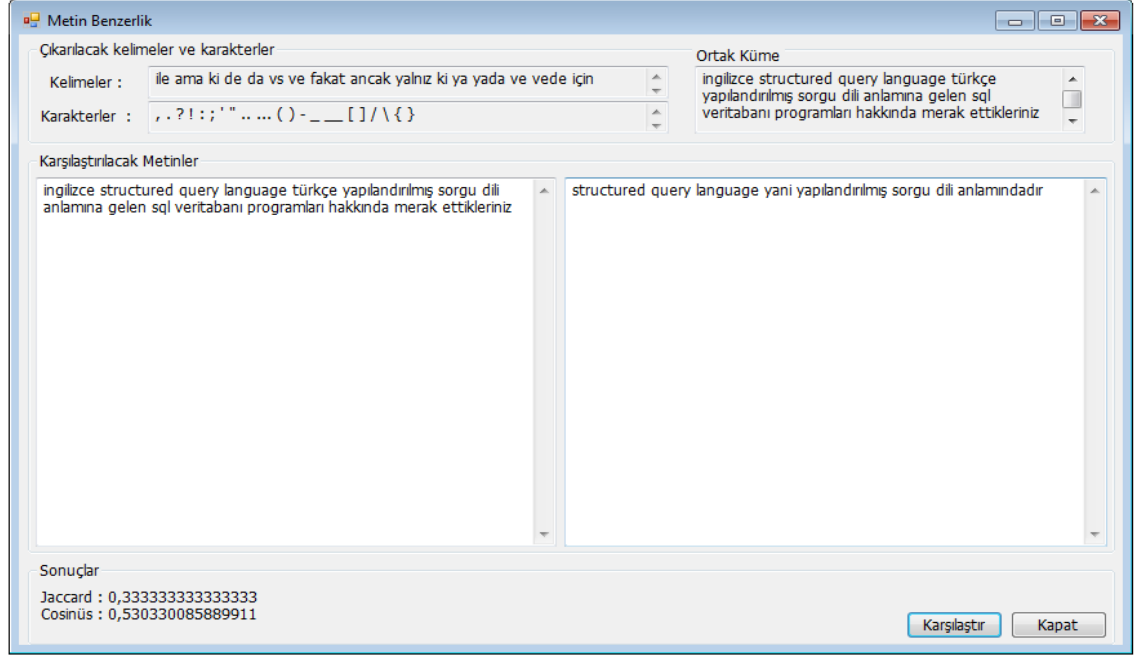 Metin Benzerlik
Çıkarılacak kelimeler ve karakterler
Kelimeler :
ile ama ki de da vs ve fakat ancak yalnız ki ya yada ve vede için
Karakterler :
, . ? ! : ; ' " .. ... ( ) - _ __ [ ] / \ { }
Ortak Küme
ingilizce structured query language türkçe
yapılandırılmış sorgu dili anlamına gelen sql
veritabanı programları hakkında merak ettikleriniz
Karşılaştırılacak Metinler
ingilizce structured query language türkçe yapılandırılmış sorgu dili
anlamına gelen sql veritabanı programları hakkında merak ettikleriniz
structured query language yani yapılandırılmış sorgu dili anlamındadır
Sonuçlar
Jaccard : 0,333333333333333
Cosinüs : 0,530330085889911
Karşılaştır
Kapat